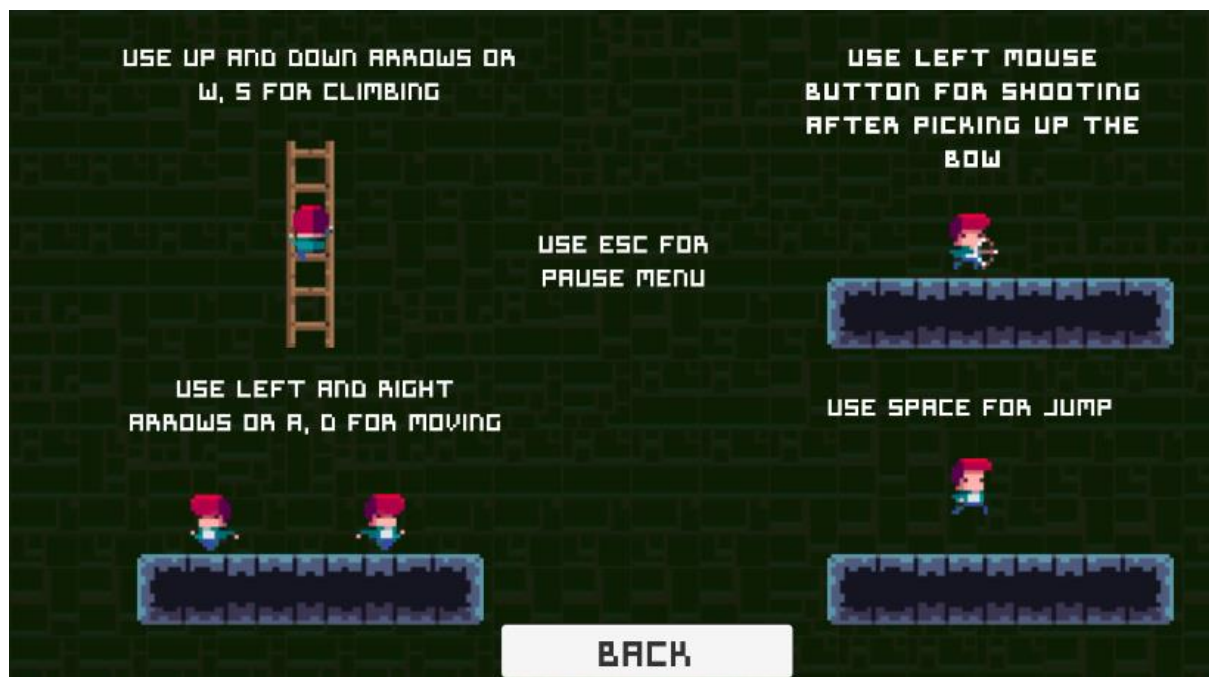 USE UP AND DOWN ARROWS OR
W, S FOR CLIMBING
USE LEFT MOUSE
BUTTON FOR SHOOTING
AFTER PICKING UP THE
BOW
USE ESC FOR
PAUSE MENU
USE LEFT AND RIGHT
ARROWS OR A, D FOR MOVING
USE SPACE FOR JUMP
BACK